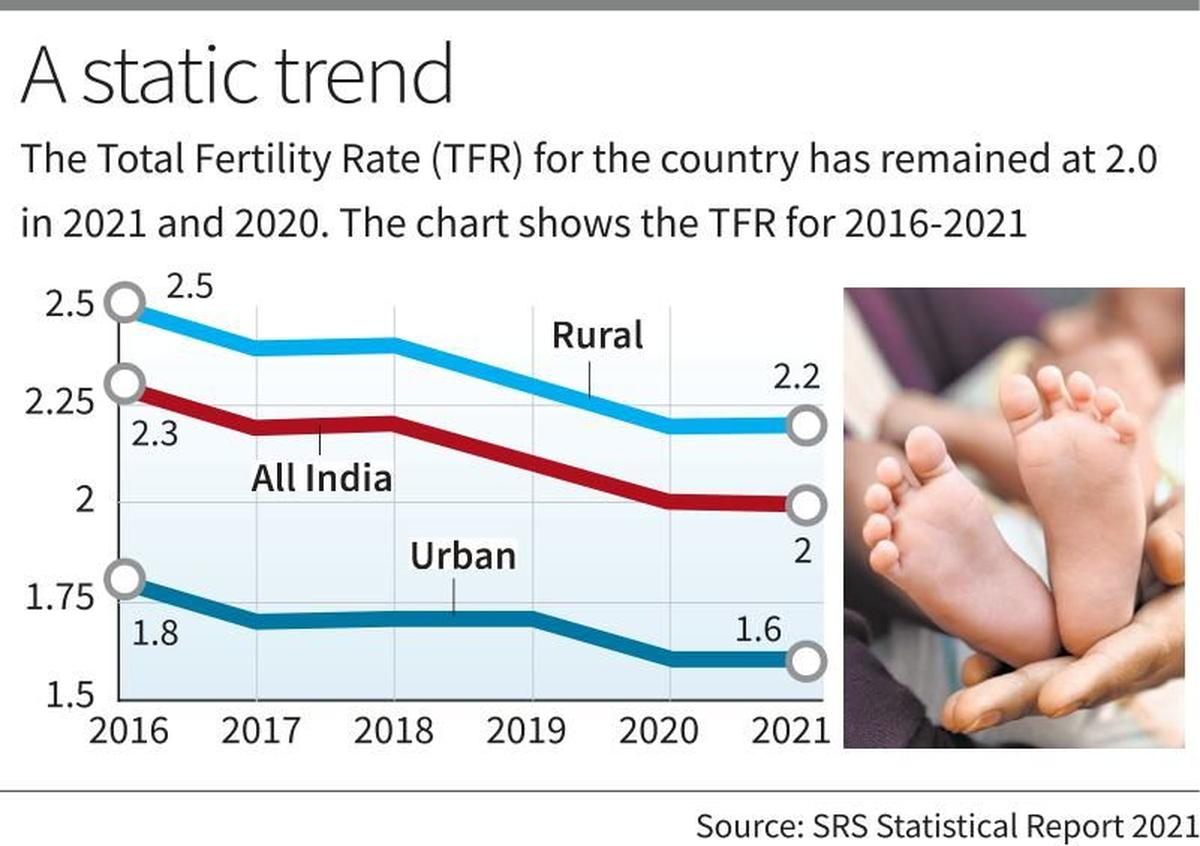 A static trend
The Total Fertility Rate (TFR) for the country has remained at 2.0
in 2021 and 2020. The chart shows the TFR for 2016-2021
2.5
2.5
Rural
2.2
2.25
2.3
All India
2
Urban
2
1.75
1.8
1.6
1.5
2016 2017 2018 2019 2020 2021
Source: SRS Statistical Report 2021